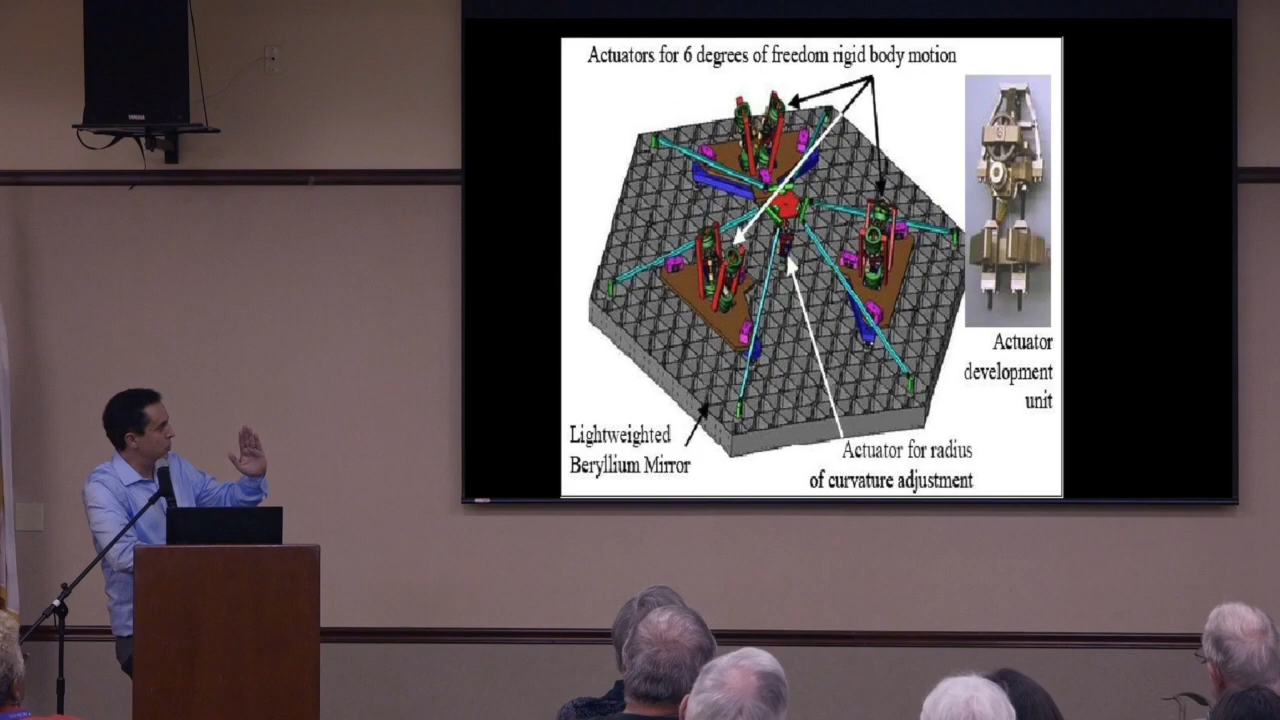 Actuators for 6 degrees of freedom rigid body motion
Actuator
development
unit
Lightweighted
Beryllium Mirror
Actuator for radius
of curvature adjustment
YAMAHA